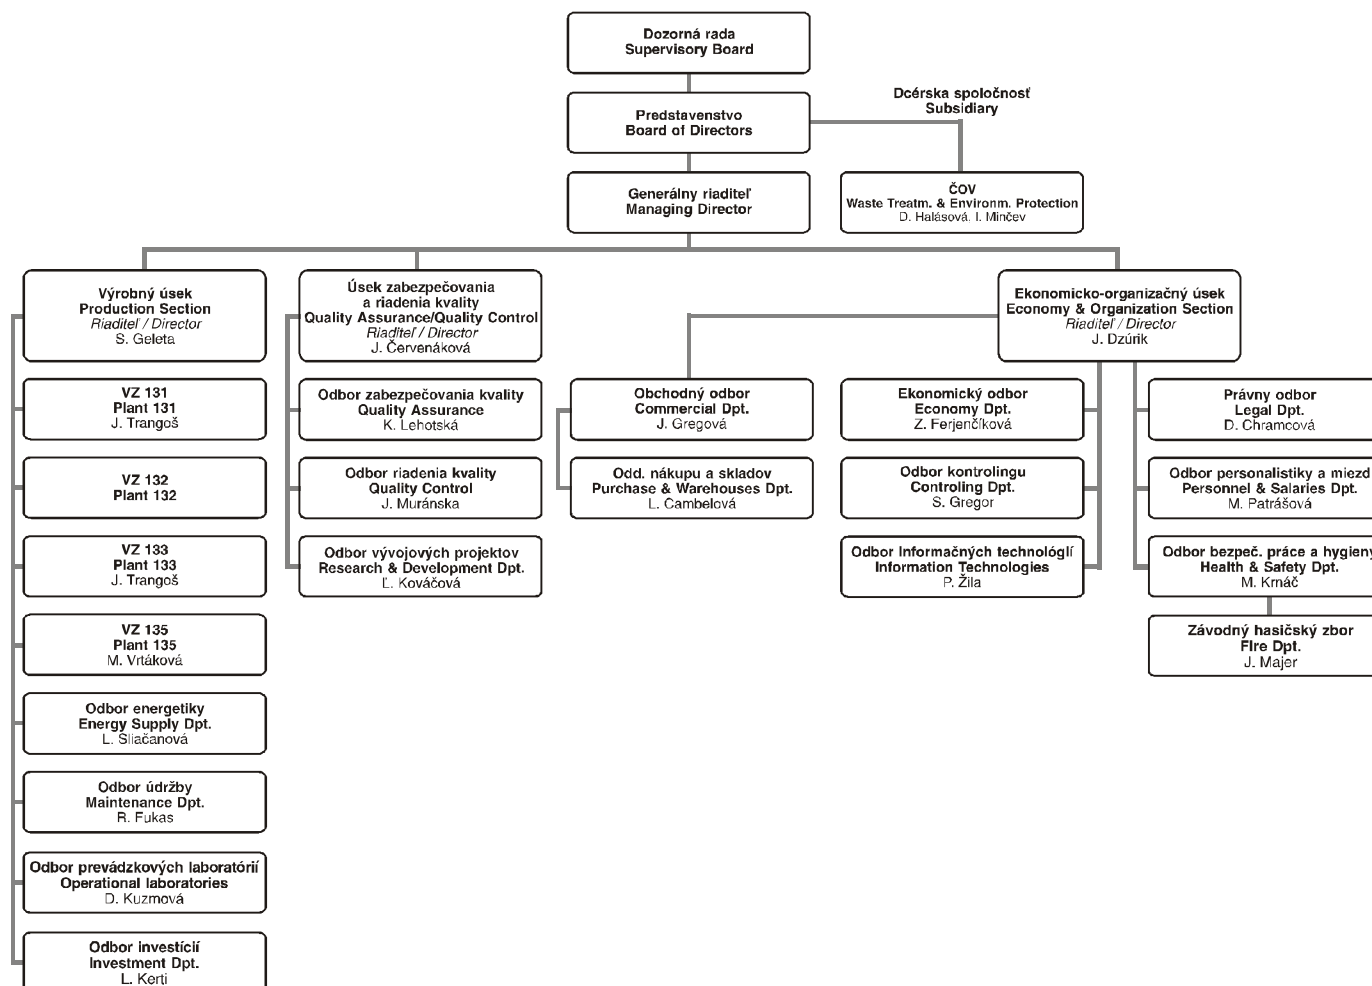 Dozorná rada
Supervisory Board
Dcérska spoločnosť
Subsidiary
Predstavenstvo
Board of Directors
Generálny riaditeľ
Managing Director
ČOV
Waste Treatm. & Environm. Protection
D. Halásová, I. Minčev
Výrobný úsek
Production Section
Riaditeľ / Director
S. Geleta
Úsek zabezpečovania
a riadenia kvality
Quality Assurance/Quality Control
Riaditeľ / Director
J. Červenáková
Ekonomicko-organizačný úsek
Economy & Organization Section
Riaditeľ / Director
J. Dzúrik
VZ 131
Plant 131
J. Trangoš
Odbor zabezpečovania kvality
Quality Assurance
K. Lehotská
Obchodný odbor
Commercial Dpt.
J. Gregová
Ekonomický odbor
Economy Dpt.
Z. Ferjenčíková
Právny odbor
Legal Dpt.
D. Chramcová
VZ 132
Plant 132
Odbor riadenia kvality
Quality Control
J. Muránska
Odd. nákupu a skladov
Purchase & Warehouses Dpt.
L. Cambelová
Odbor kontrolingu
Controling Dpt.
S. Gregor
Odbor personalistiky a miezd
Personnel & Salaries Dpt.
M. Patrášová
VZ 133
Plant 133
J. Trangoš
Odbor vývojových projektov
Research & Development Dpt.
Ľ. Kováčová
Odbor informačných technológií
Information Technologies
P. Žila
Odbor bezpeč. práce a hygieny
Health & Safety Dpt.
M. Krnáč
VZ 135
Plant 135
M. Vrtáková
Závodný hasičský zbor
Fire Dpt.
J. Majer
Odbor energetiky
Energy Supply Dpt.
L. Sliačanová
Odbor údržby
Maintenance Dpt.
R. Fukas
Odbor prevádzkových laboratórií
Operational laboratories
D. Kuzmová
Odbor investícií
Investment Dpt.
L. Kerti